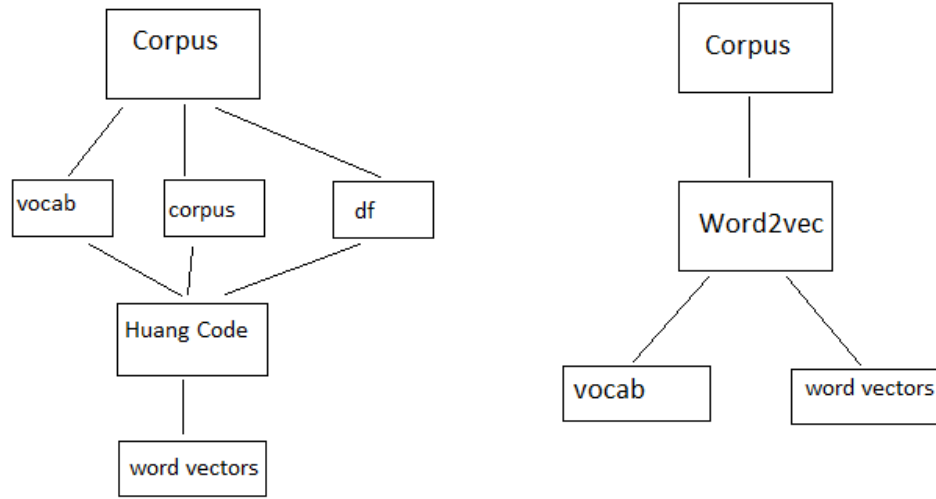 Corpus
vocab
corpus
df
Huang Code
word vectors
Corpus
Word2vec
vocab
word vectors